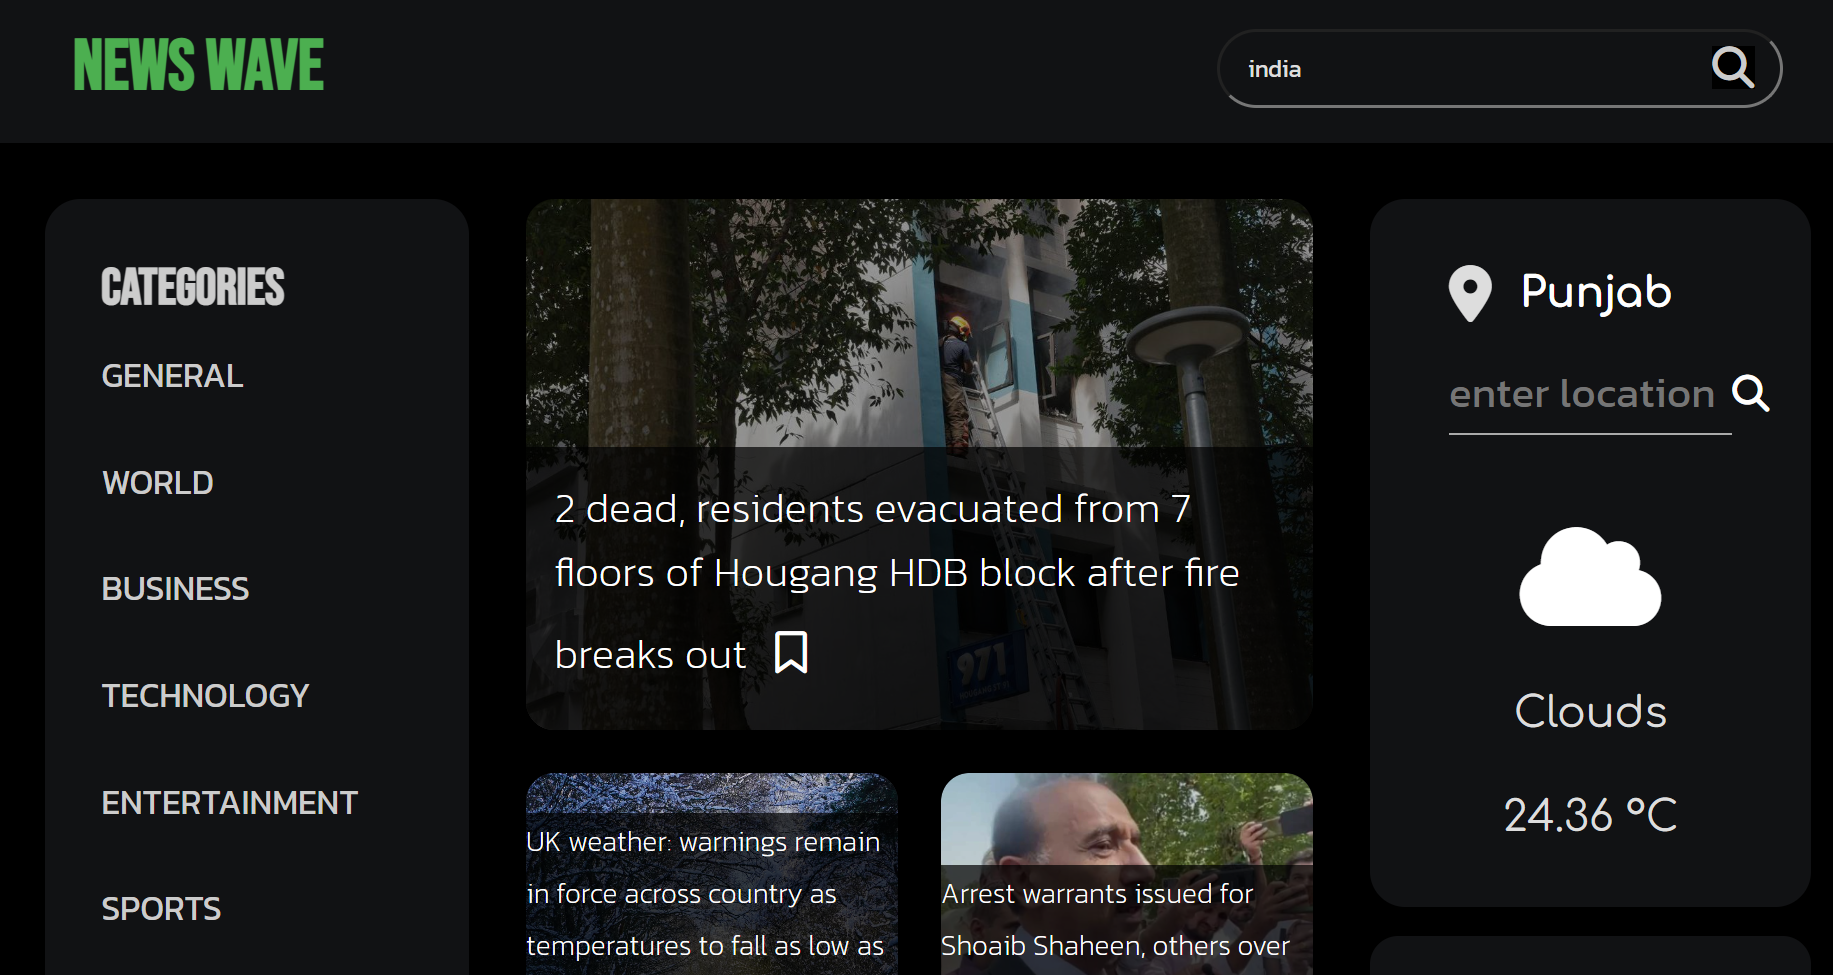 NEWS WAVE
india
CATEGORIES
GENERAL
WORLD
BUSINESS
TECHNOLOGY
ENTERTAINMENT
SPORTS
2 dead, residents evacuated from 7
floors of Hougang HDB block after fire
breaks out
971
UK weather: warnings remain
in force across country as
temperatures to fall as low as
Arrest warrants issued for
Shoaib Shaheen, others over
Punjab
enter location
Clouds
24.36 °C